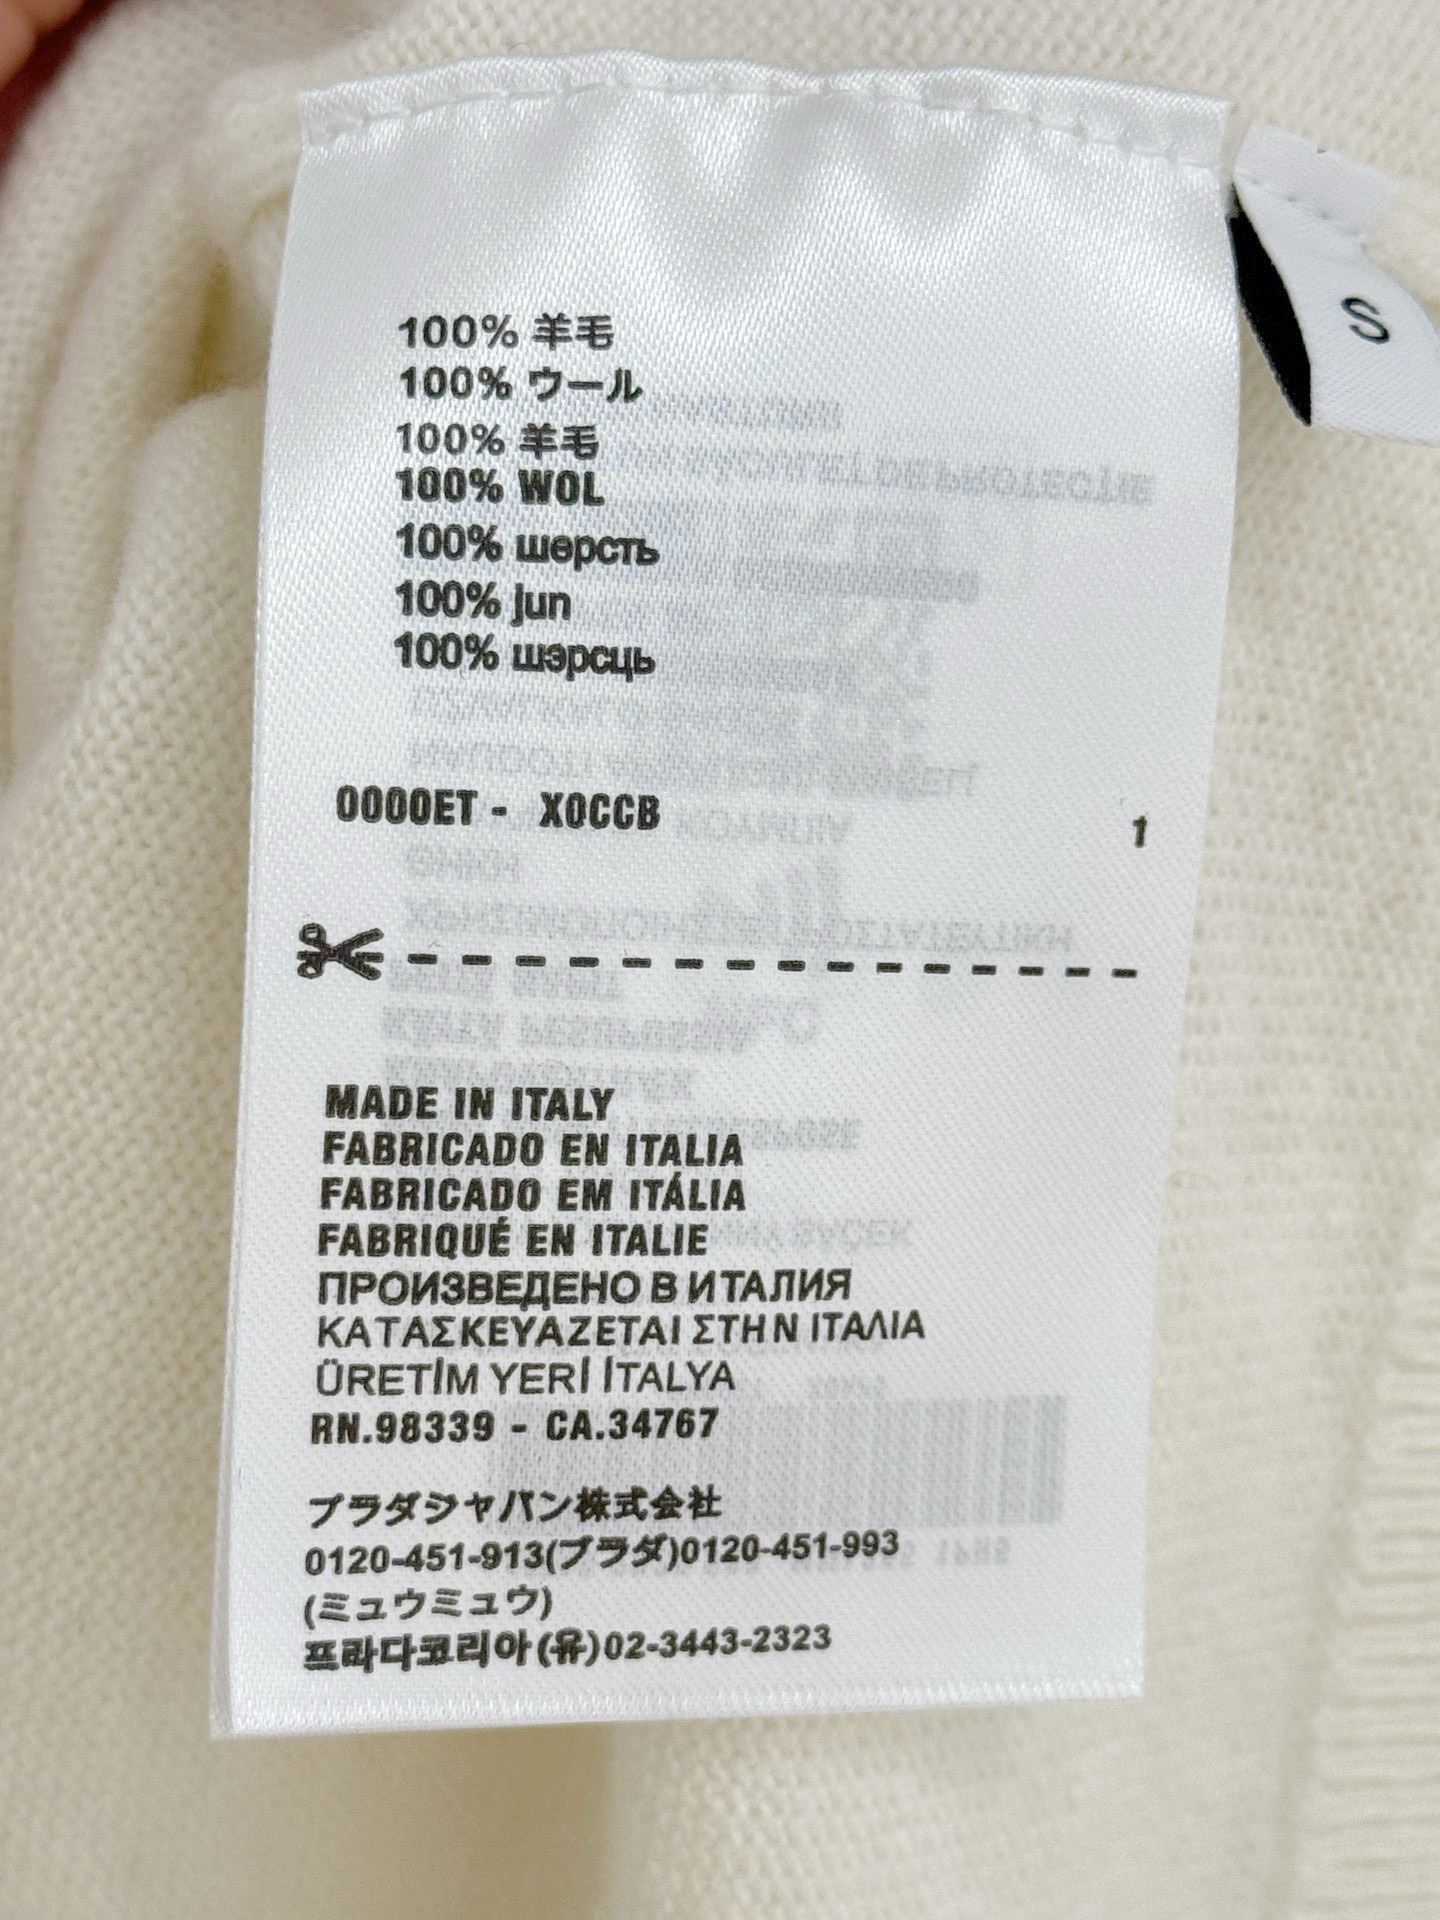 100% 羊毛
100% ウール
100% 羊毛
100% WOL
100% шерсть
100% jun
100% шэрсць
0000ET - X0CCB 1
MADE IN ITALY
FABRICADO EN ITALIA
FABRICADO EM ITÁLIA
FABRIQUÉ EN ITALIE
ПРОИЗВЕДЕНО В ИТАЛИЯ
ΚΑΤΑΣΚΕΥΑΖΕΤΑΙ ΣΤΗ Ν ΙΤΑΛΙΑ
ÜRETİM YERİ İTALYA
RN.98339 - CA.34767
プラダジャパン株式会社
0120-451-913(プラダ)0120-451-993
(ミュウミュウ)
프라다코리아(유)02-3443-2323
S